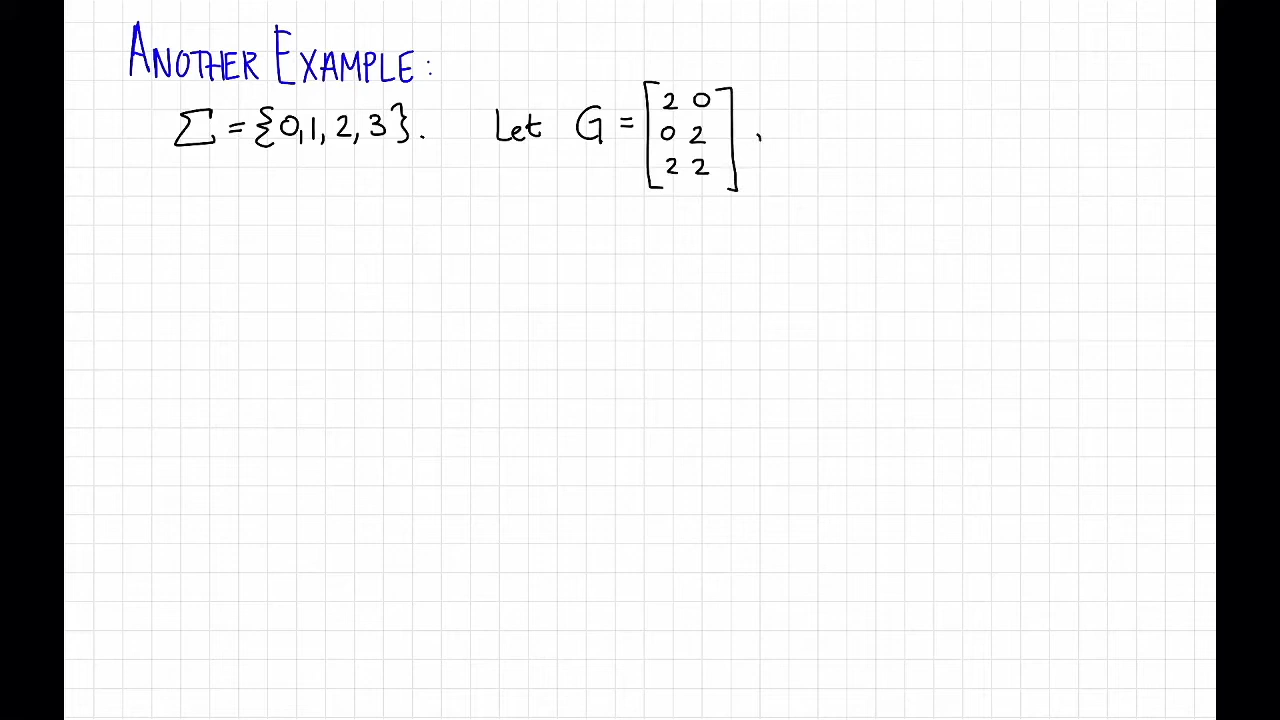 ANOTHER EXAMPLE:
Σ = {0,1, 2, 3}. Let G = [2 0
0 2
2 2].